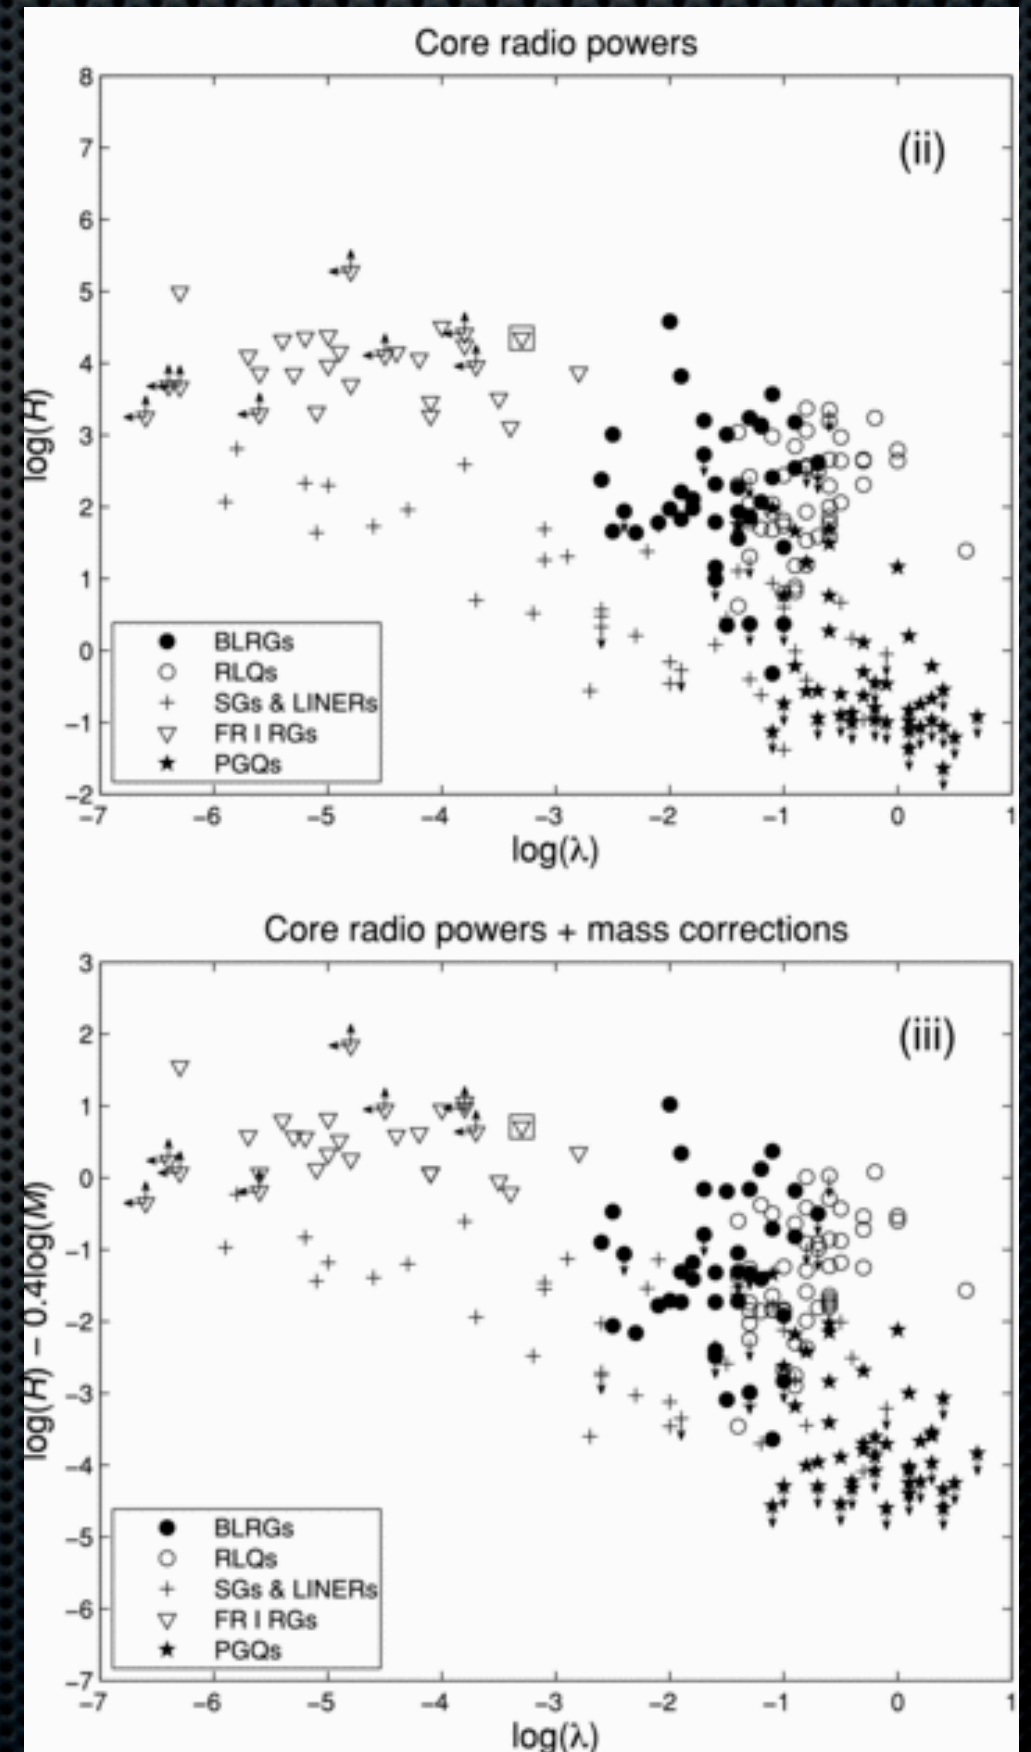 Core radio powers
(ii)
8
7
6
5
4
3
2
1
0
−1
−2
log(R)
BLRGs
RLQs
SGs & LINERs
FR I RGs
PGQs
−7 −6 −5 −4 −3 −2 −1 0 1
log(λ)
Core radio powers + mass corrections
(iii)
3
2
1
0
−1
−2
−3
−4
−5
−6
−7
log(R) − 0.4log(M)
BLRGs
RLQs
SGs & LINERs
FR I RGs
PGQs
−7 −6 −5 −4 −3 −2 −1 0 1
log(λ)